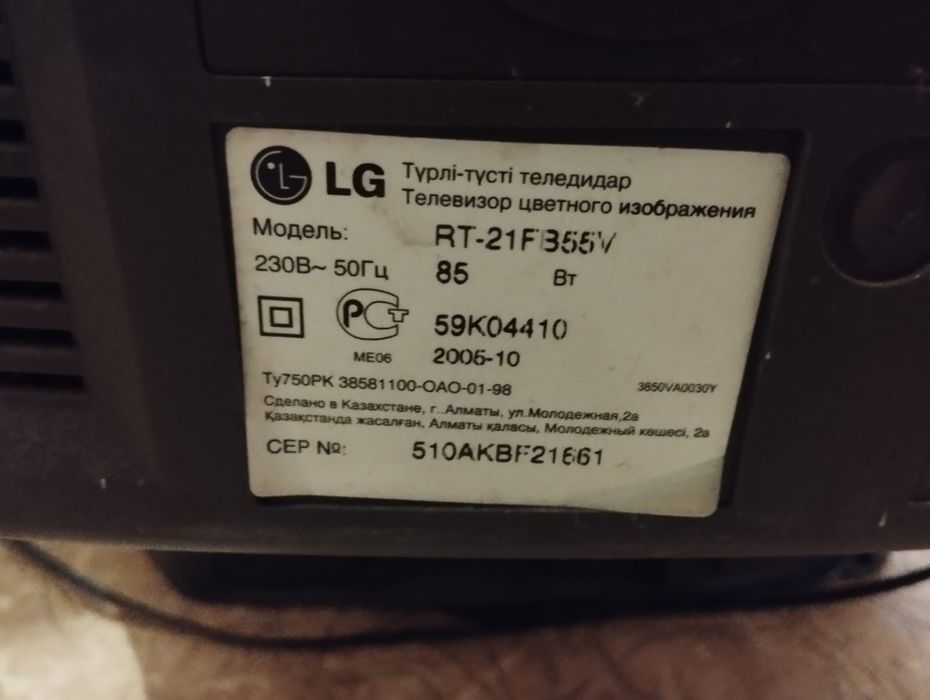 LG Түрлі-түсті теледидар
Телевизор цветного изображения
Модель: RT-21FB55V
230В~ 50Гц 85 Вт
РСТ 59K04410
ME06 2005-10
Ту750РК 38581100-ОАО-01-98 3850VA0030Y
Сделано в Казахстане, г..Алматы, ул.Молодежная,2а
Қазақстанда жасалған, Алматы қаласы, Молодежный көшесі, 2а
СЕР №: 510AKBF21661